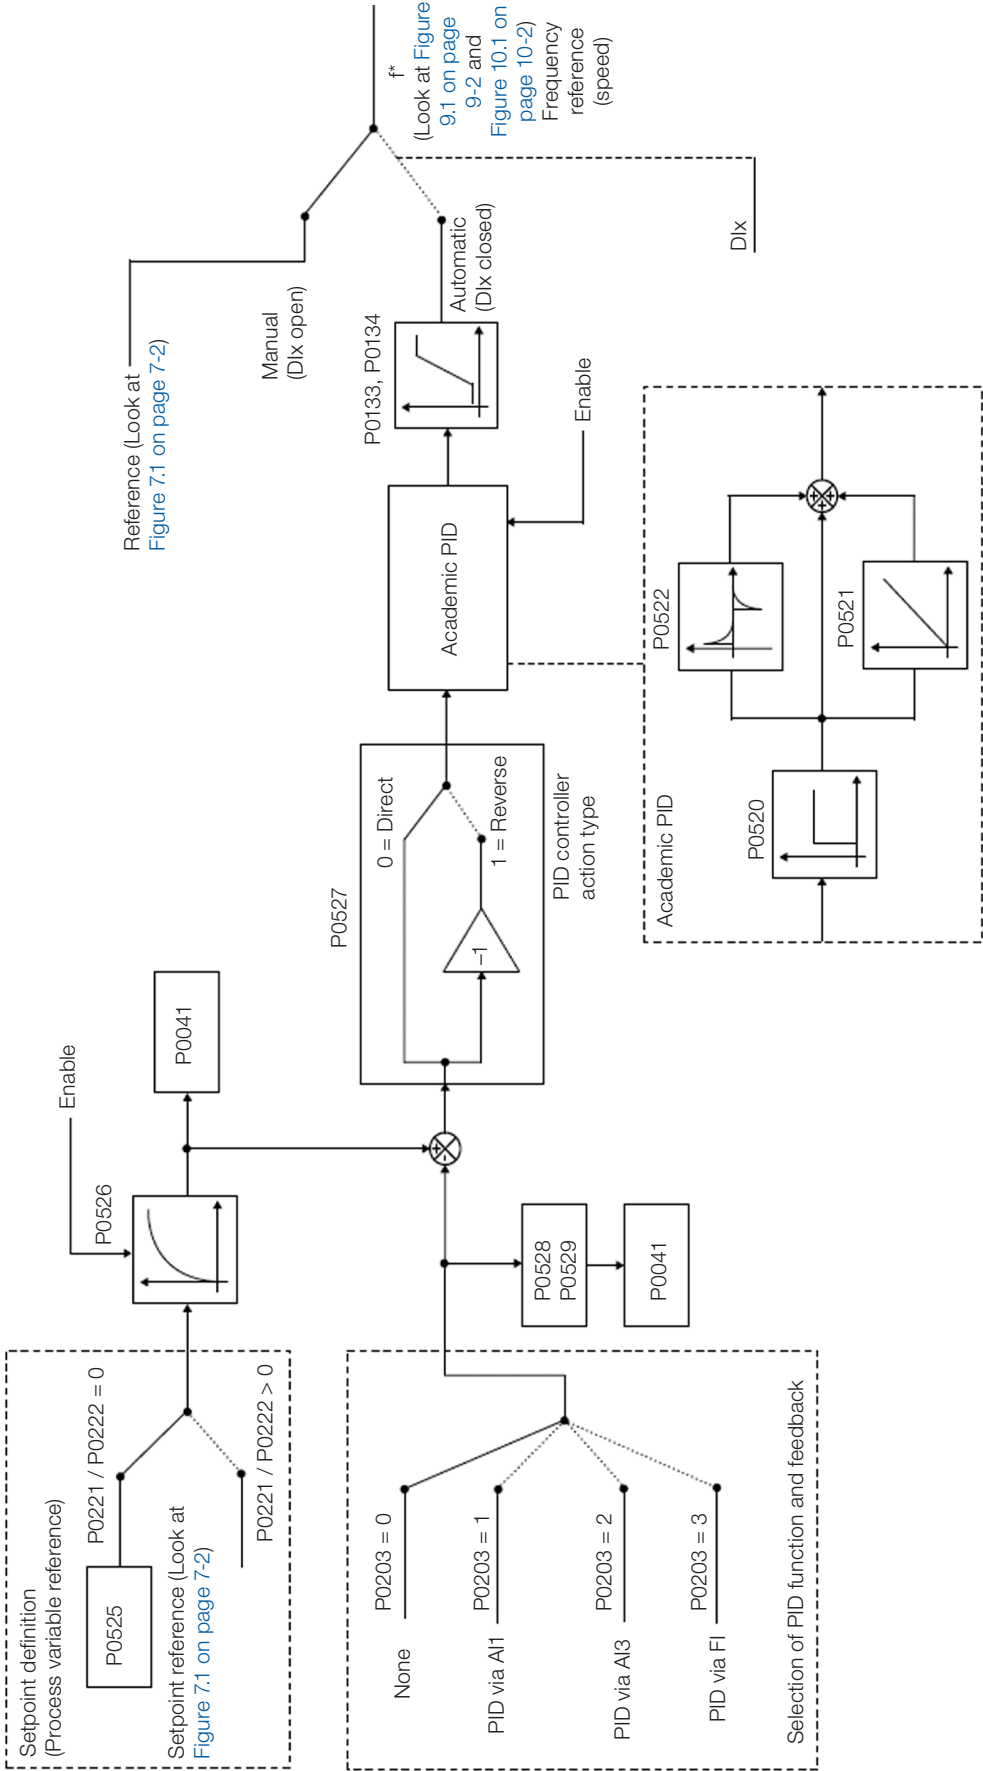 Setpoint definition
(Process variable reference)
P0525
P0221 / P0222 = 0
Setpoint reference (Look at
Figure 7.1 on page 7-2)
P0221 / P0222 > 0
Enable
P0526
P0041
None
P0203 = 0
PID via AI1
P0203 = 1
PID via AI3
P0203 = 2
PID via FI
P0203 = 3
Selection of PID function and feedback
P0528
P0529
P0041
+
-
P0527
0 = Direct
-1
1 = Reverse
PID controller
action type
Academic PID
Enable
P0133, P0134
Reference (Look at
Figure 7.1 on page 7-2)
Manual
(DIx open)
Automatic
(DIx closed)
f*
(Look at Figure
9.1 on page
9-2 and
Figure 10.1 on
page 10-2)
Frequency
reference
(speed)
DIx
Academic PID
P0520
P0522
P0521
+
+
+